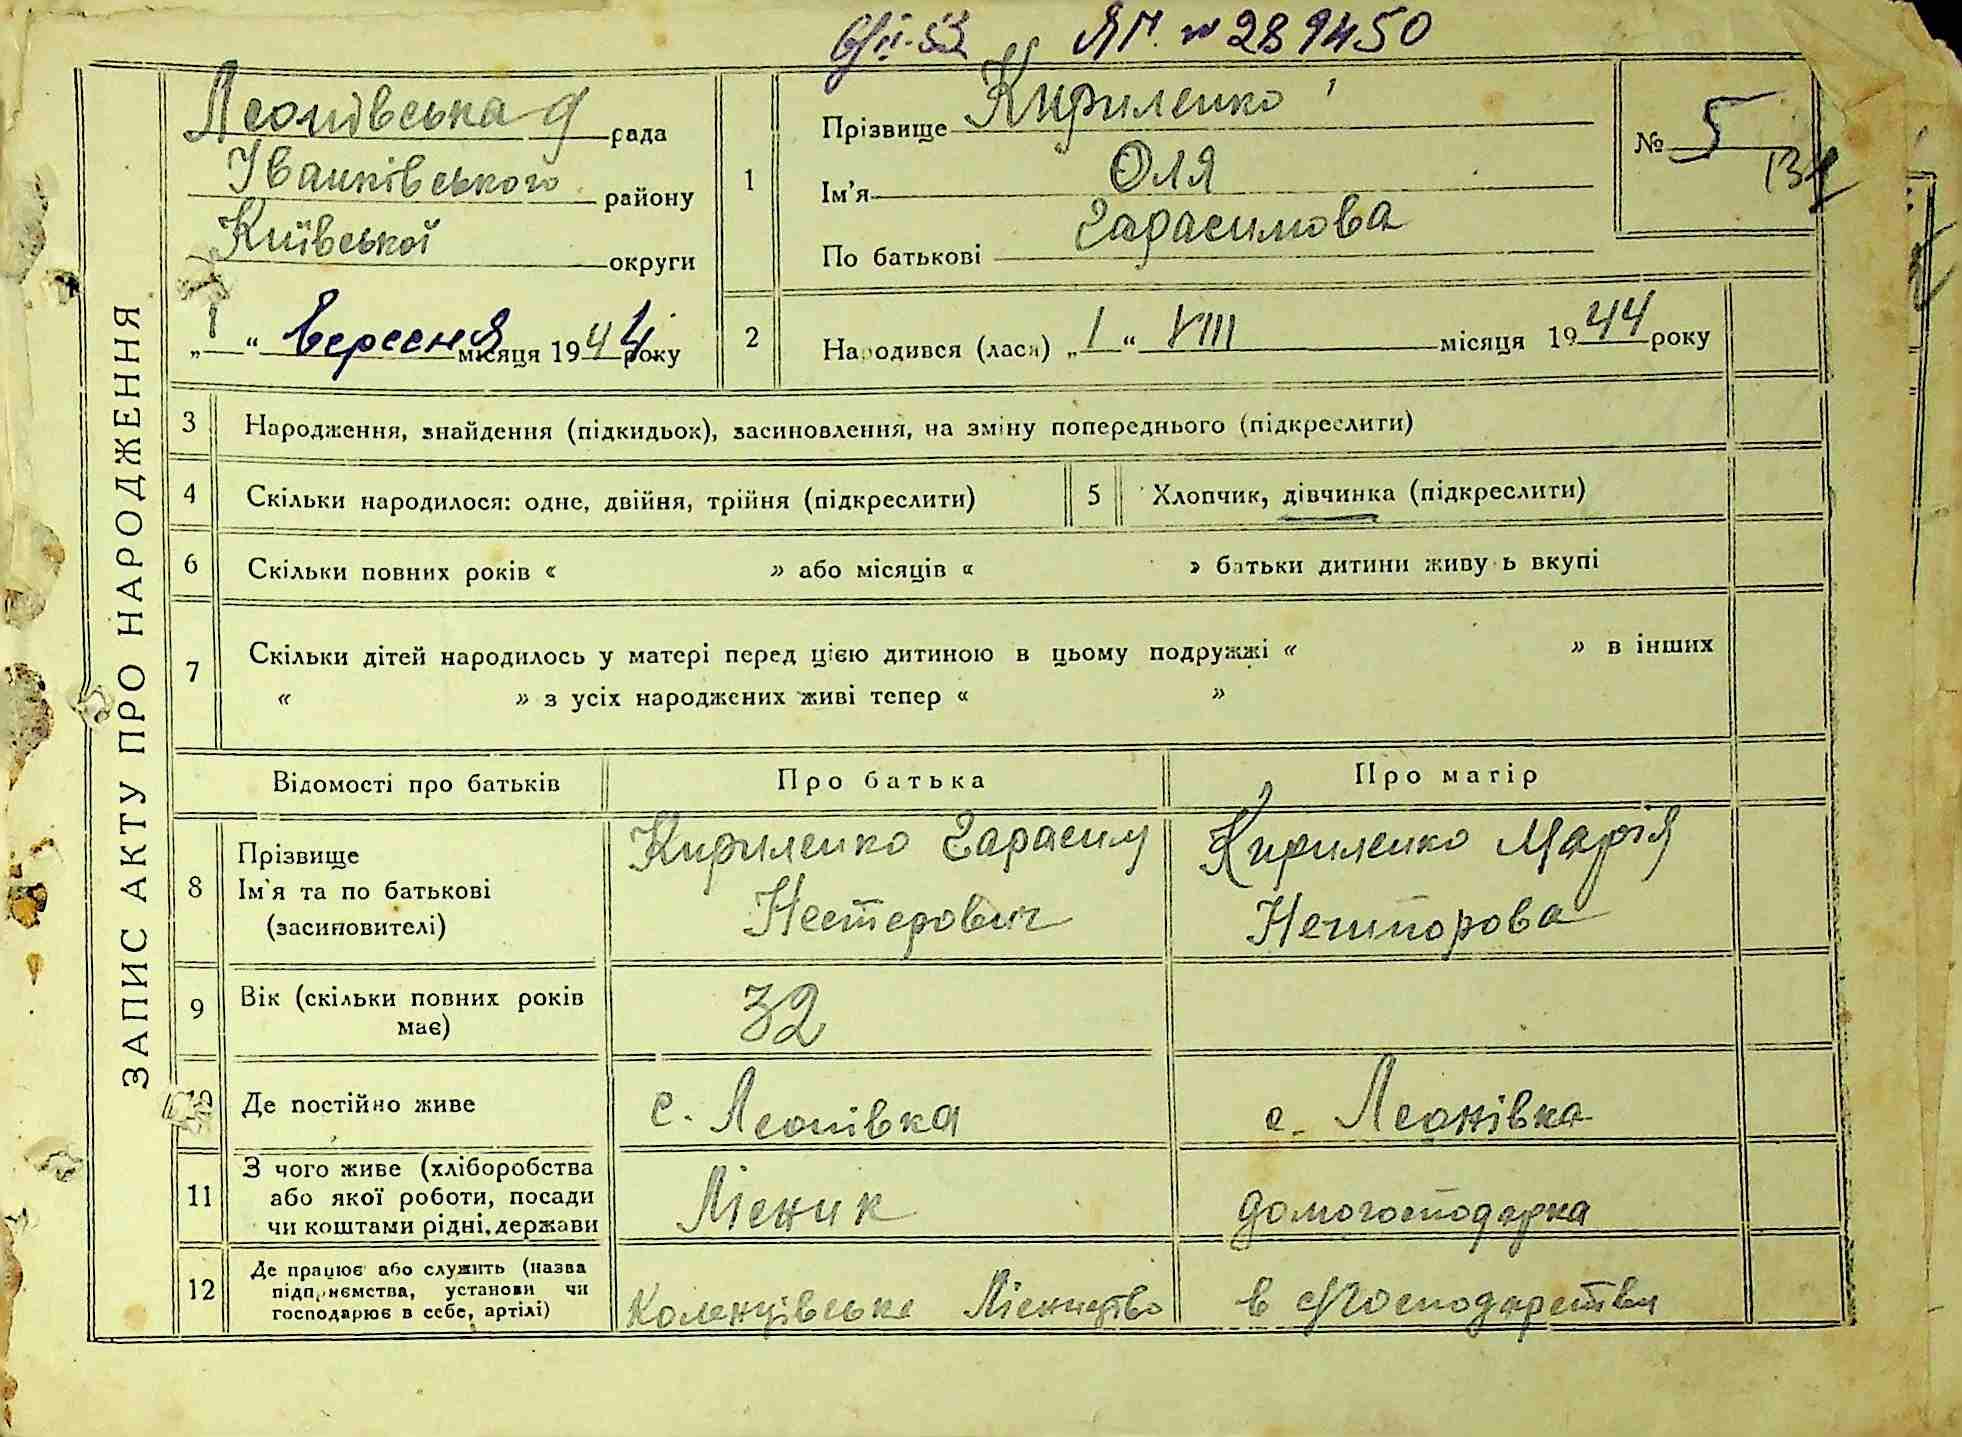 ЯГ. № 289450
ЗАПИС АКТУ ПРО НАРОДЖЕННЯ
Леонівська рада
Іванківського району
Київської округи
„ 1 “ вересня місяця 1944 року
1
Прізвище Кириленко
Ім'я Оля
По батькові Гарасимова
№ 5
2
Народився (лася) „ 1 “ VIII місяця 1944 року
3 Народження, знайдення (підкидьок), засиновлення, на зміну попереднього (підкреслити)
4 Скільки народилося: одне, двійня, трійня (підкреслити)
5 Хлопчик, дівчинка (підкреслити)
6 Скільки повних років « » або місяців « » батьки дитини живуть вкупі
7 Скільки дітей народилось у матері перед цією дитиною в цьому подружжі « » в інших
« » з усіх народжених живі тепер « »
Відомості про батьків Про батька Про матір
8 Прізвище
Ім'я та по батькові
(засиновителі)
Кириленко Гарасим
Нестерович
Кириленко Марія
Нечипорова
9 Вік (скільки повних років
має)
32
10 Де постійно живе
с. Леонівка
с. Леонівка
11 З чого живе (хліборобства
або якої роботи, посади
чи коштами рідні, держави
Лісник
домогосподарка
12 Де працює або служить (назва
підприємства, установи чи
господарює в себе, артілі)
Коленцівське Лісництво
в с/господарстви